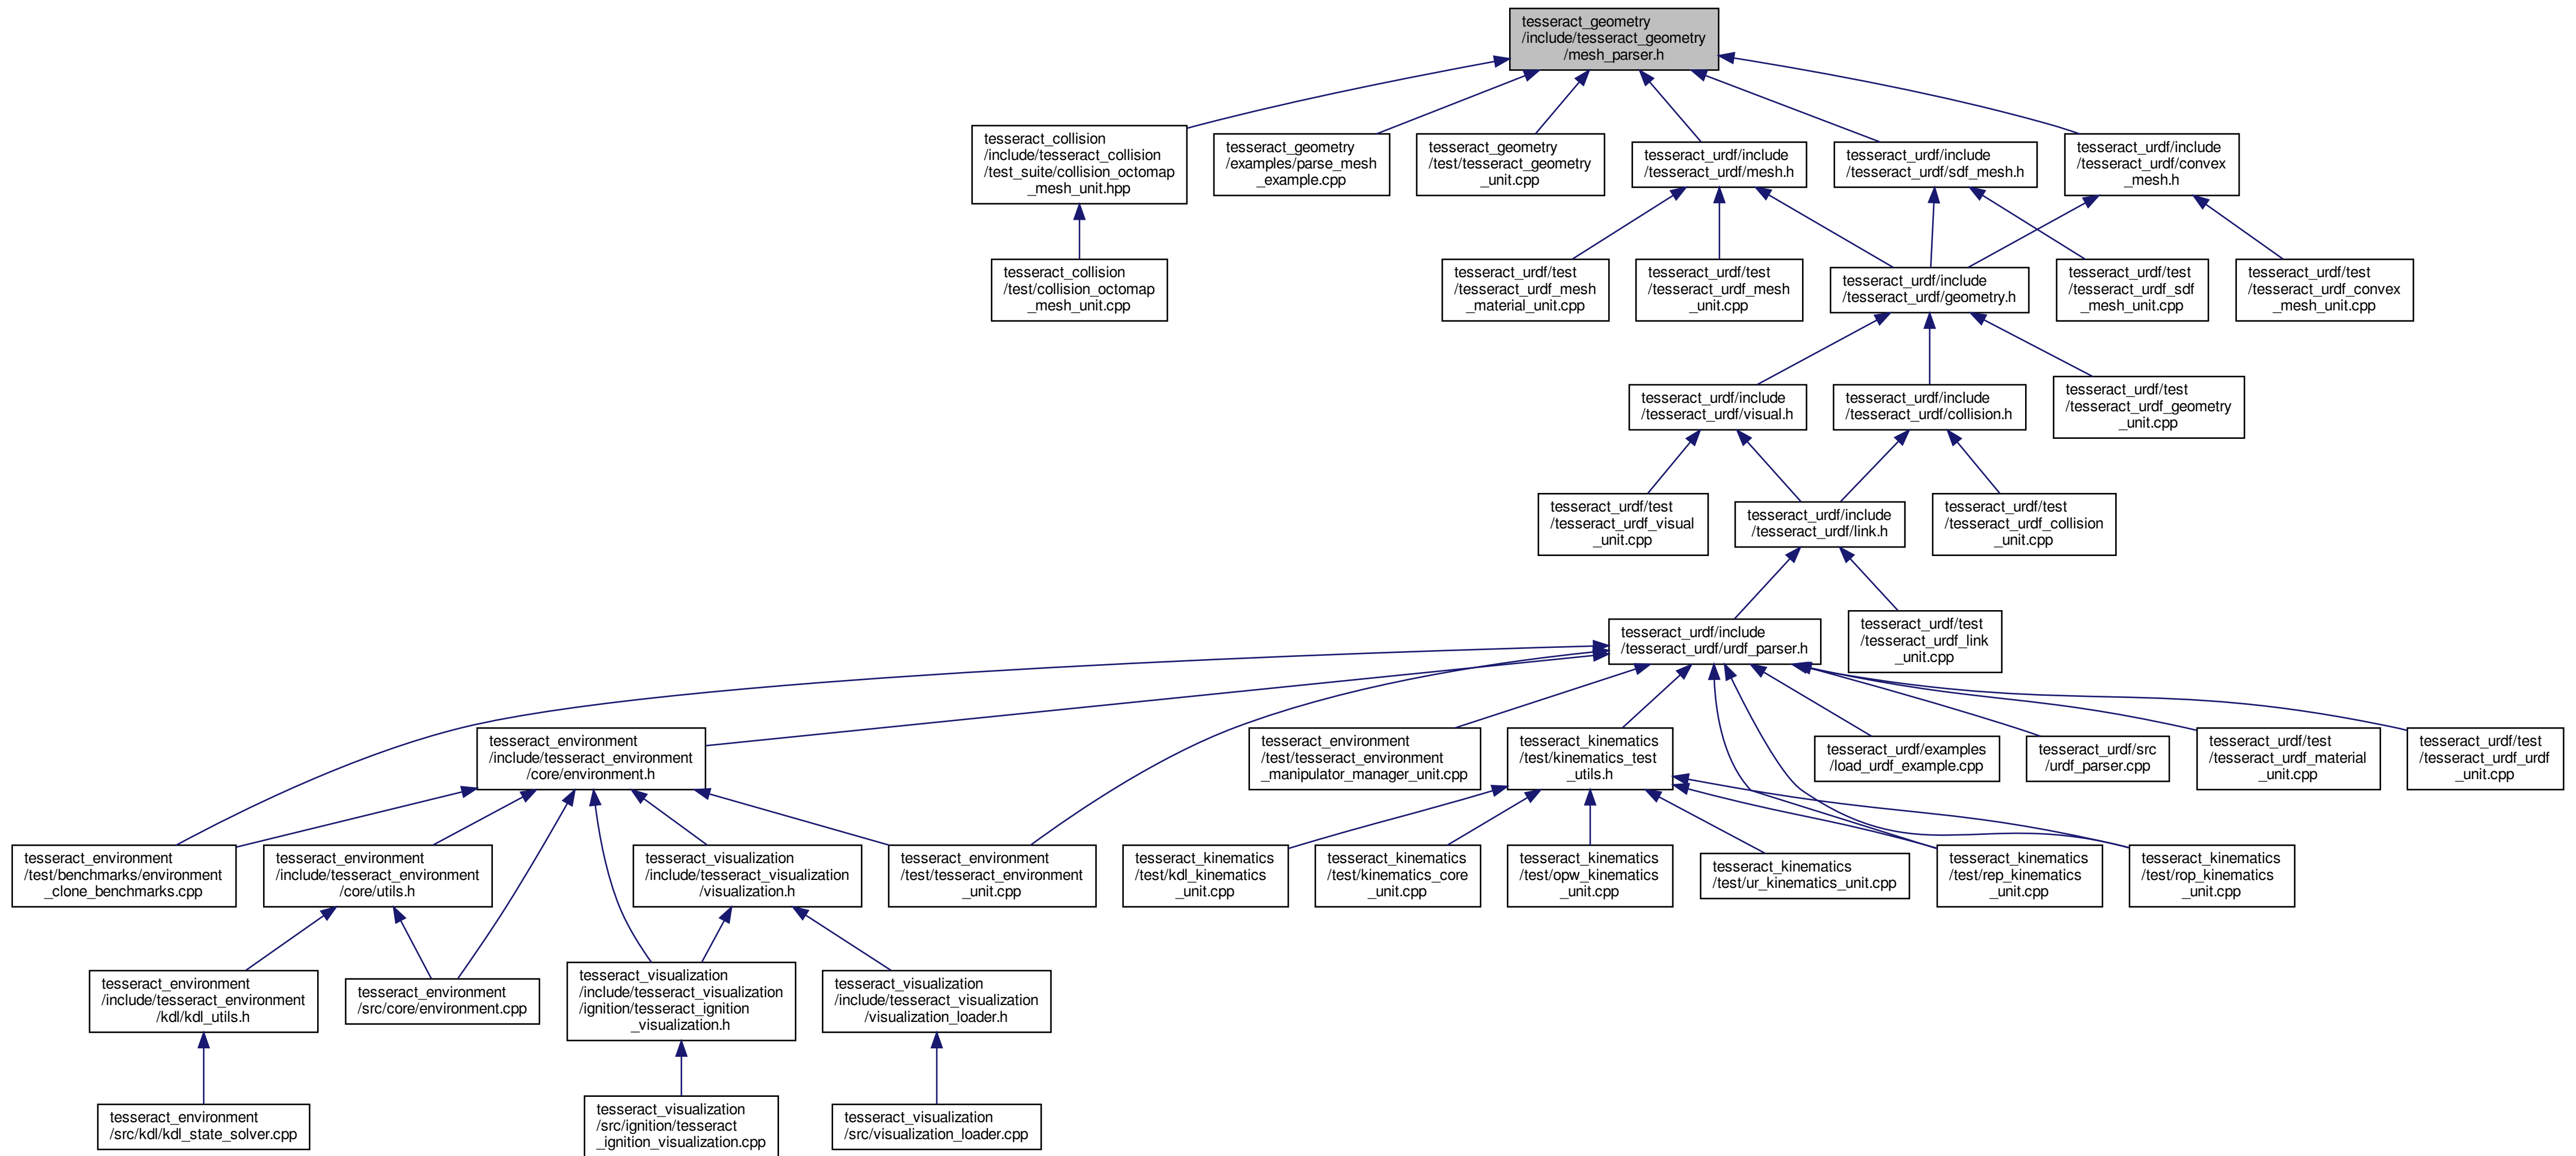 tesseract_geometry
/include/tesseract_geometry
/mesh_parser.h
tesseract_collision
/include/tesseract_collision
/test_suite/collision_octomap
_mesh_unit.hpp
tesseract_geometry
/examples/parse_mesh
_example.cpp
tesseract_geometry
/test/tesseract_geometry
_unit.cpp
tesseract_urdf/include
/tesseract_urdf/mesh.h
tesseract_urdf/include
/tesseract_urdf/sdf_mesh.h
tesseract_urdf/include
/tesseract_urdf/convex
_mesh.h
tesseract_collision
/test/collision_octomap
_mesh_unit.cpp
tesseract_urdf/test
/tesseract_urdf_mesh
_material_unit.cpp
tesseract_urdf/test
/tesseract_urdf_mesh
_unit.cpp
tesseract_urdf/include
/tesseract_urdf/geometry.h
tesseract_urdf/test
/tesseract_urdf_sdf
_mesh_unit.cpp
tesseract_urdf/test
/tesseract_urdf_convex
_mesh_unit.cpp
tesseract_urdf/include
/tesseract_urdf/visual.h
tesseract_urdf/include
/tesseract_urdf/collision.h
tesseract_urdf/test
/tesseract_urdf_geometry
_unit.cpp
tesseract_urdf/test
/tesseract_urdf_visual
_unit.cpp
tesseract_urdf/include
/tesseract_urdf/link.h
tesseract_urdf/test
/tesseract_urdf_collision
_unit.cpp
tesseract_urdf/include
/tesseract_urdf/urdf_parser.h
tesseract_urdf/test
/tesseract_urdf_link
_unit.cpp
tesseract_environment
/include/tesseract_environment
/core/environment.h
tesseract_environment
/test/tesseract_environment
_manipulator_manager_unit.cpp
tesseract_kinematics
/test/kinematics_test
_utils.h
tesseract_urdf/examples
/load_urdf_example.cpp
tesseract_urdf/src
/urdf_parser.cpp
tesseract_urdf/test
/tesseract_urdf_material
_unit.cpp
tesseract_urdf/test
/tesseract_urdf_urdf
_unit.cpp
tesseract_environment
/test/benchmarks/environment
_clone_benchmarks.cpp
tesseract_environment
/include/tesseract_environment
/core/utils.h
tesseract_visualization
/include/tesseract_visualization
/visualization.h
tesseract_environment
/test/tesseract_environment
_unit.cpp
tesseract_kinematics
/test/kdl_kinematics
_unit.cpp
tesseract_kinematics
/test/kinematics_core
_unit.cpp
tesseract_kinematics
/test/opw_kinematics
_unit.cpp
tesseract_kinematics
/test/ur_kinematics_unit.cpp
tesseract_kinematics
/test/rep_kinematics
_unit.cpp
tesseract_kinematics
/test/rop_kinematics
_unit.cpp
tesseract_environment
/include/tesseract_environment
/kdl/kdl_utils.h
tesseract_environment
/src/core/environment.cpp
tesseract_visualization
/include/tesseract_visualization
/ignition/tesseract_ignition
_visualization.h
tesseract_visualization
/include/tesseract_visualization
/visualization_loader.h
tesseract_environment
/src/kdl/kdl_state_solver.cpp
tesseract_visualization
/src/ignition/tesseract
_ignition_visualization.cpp
tesseract_visualization
/src/visualization_loader.cpp